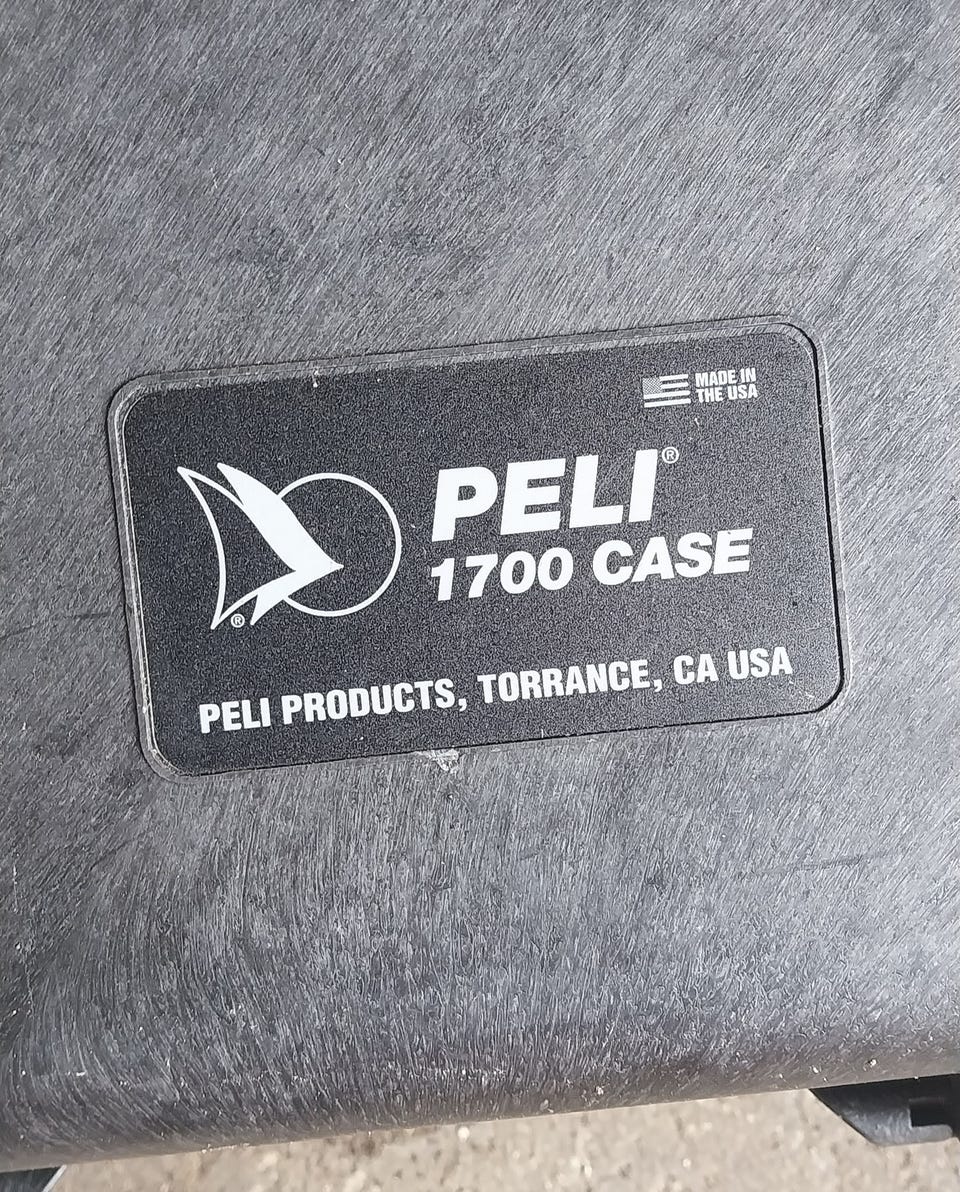 MADE IN
THE USA
PELI®
1700 CASE
®
PELI PRODUCTS, TORRANCE, CA USA